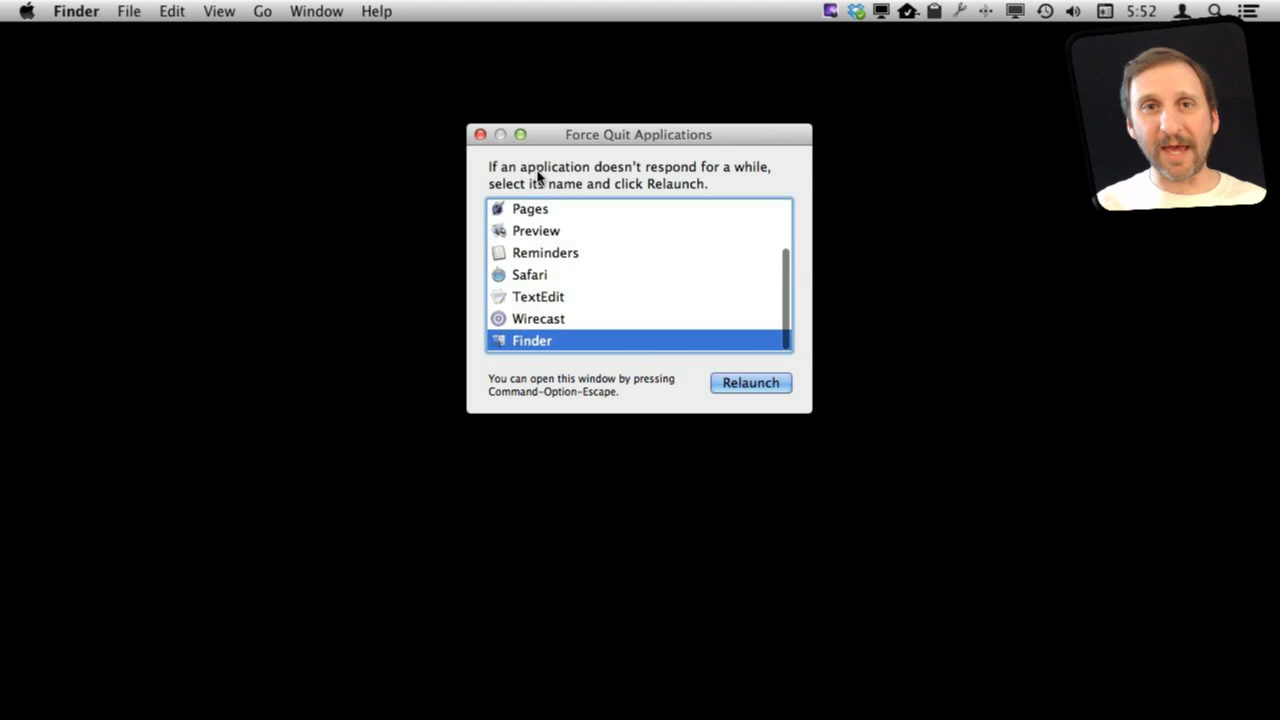 Finder File Edit View Go Window Help 5:52
Force Quit Applications
If an application doesn't respond for a while,
select its name and click Relaunch.
Pages
Preview
Reminders
Safari
TextEdit
Wirecast
Finder
You can open this window by pressing
Command-Option-Escape.
Relaunch